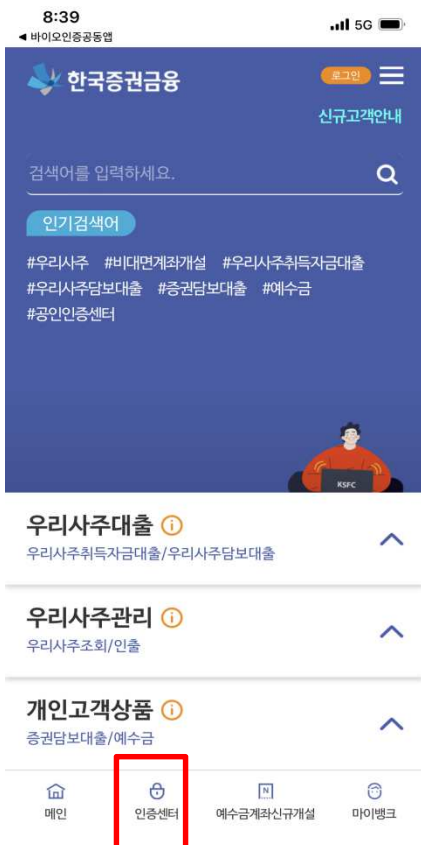 8:39
5G
◀ 바이오인증공동앱
한국증권금융
로그인
신규고객안내
검색어를 입력하세요.
인기검색어
#우리사주 #비대면계좌개설 #우리사주취득자금대출
#우리사주담보대출 #증권담보대출 #예수금
#공인인증센터
KSFC
우리사주대출
우리사주취득자금대출/우리사주담보대출
우리사주관리
우리사주조회/인출
개인고객상품
증권담보대출/예수금
메인 인증센터 예수금계좌신규개설 마이뱅크